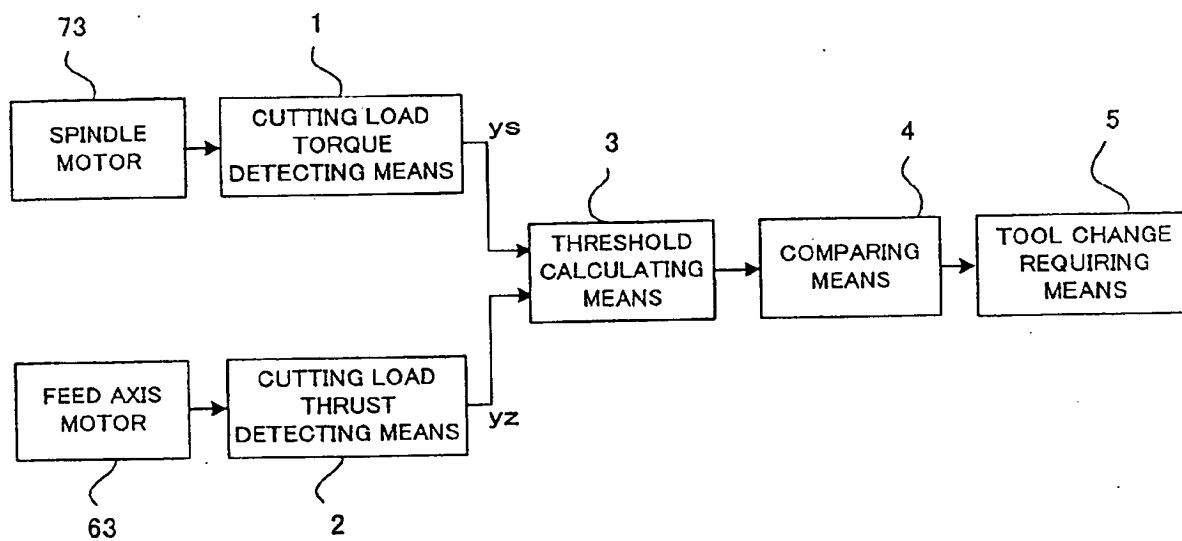 73
1
SPINDLE
MOTOR
CUTTING LOAD
TORQUE
DETECTING MEANS
ys
3
4
5
THRESHOLD
CALCULATING
MEANS
COMPARING
MEANS
TOOL CHANGE
REQUIRING
MEANS
FEED AXIS
MOTOR
CUTTING LOAD
THRUST
DETECTING MEANS
yz
63
2